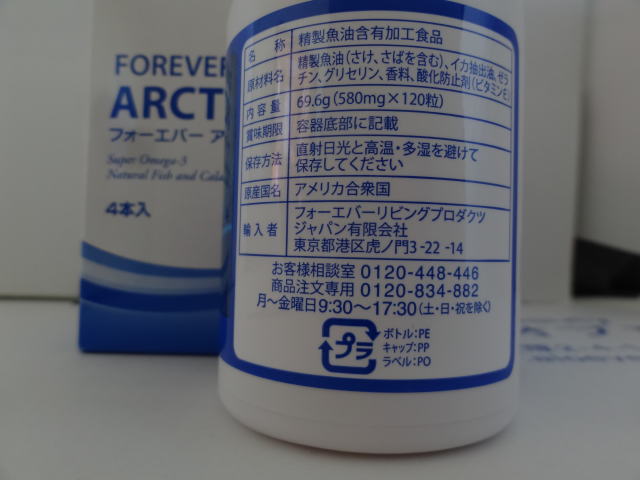 FOREVER
ARCT
フォーエバー ア
Super Omega-3
Natural Fish and Cala
4本入
名 称 精製魚油含有加工食品
原材料名 精製魚油(さけ、さばを含む)、イカ抽出油、ゼラ
チン、グリセリン、香料、酸化防止剤(ビタミンE)
内容量 69.6g(580mg×120粒)
賞味期限 容器底部に記載
保存方法 直射日光と高温・多湿を避けて
保存してください
原産国名 アメリカ合衆国
輸入者 フォーエバーリビングプロダクツ
ジャパン有限会社
東京都港区虎ノ門3-22-14
お客様相談室 0120-448-446
商品注文専用 0120-834-882
月~金曜日9:30~17:30(土・日・祝を除く)
プラ
ボトル:PE
キャップ:PP
ラベル:PO